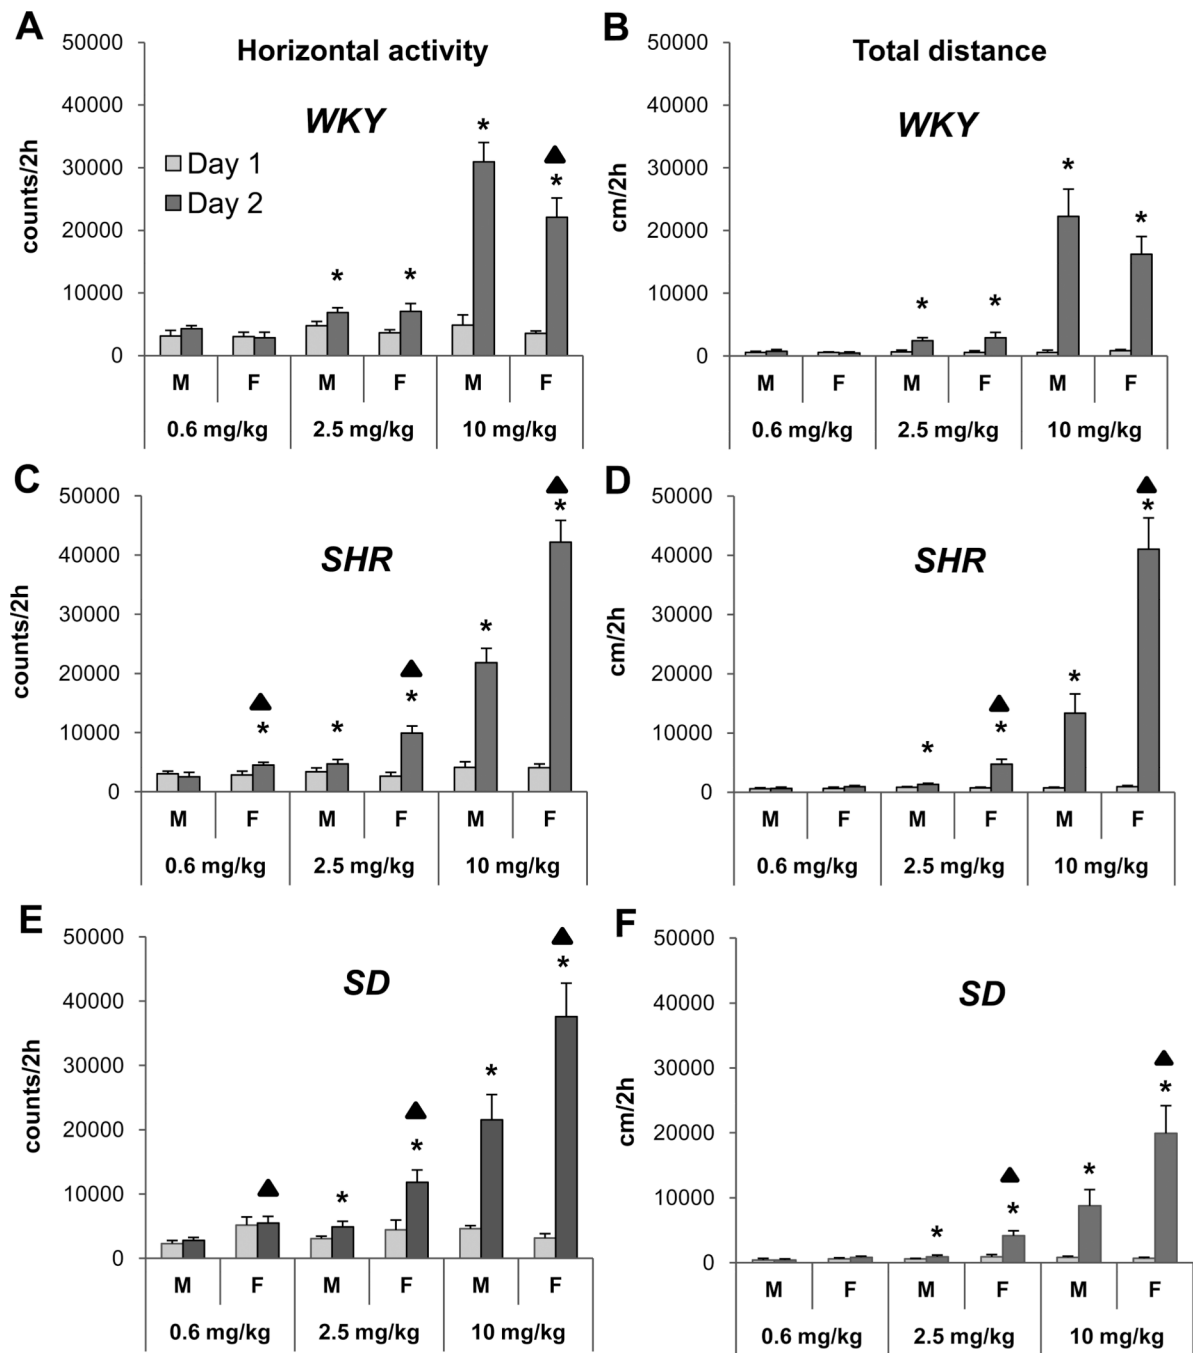 A
Horizontal activity
WKY
50000
40000
30000
20000
10000
0
counts/2h
Day 1
Day 2
*
*
*
▲
*
M F M F M F
0.6 mg/kg 2.5 mg/kg 10 mg/kg
B
Total distance
WKY
50000
40000
30000
20000
10000
0
cm/2h
*
*
*
*
M F M F M F
0.6 mg/kg 2.5 mg/kg 10 mg/kg
C
SHR
50000
40000
30000
20000
10000
0
counts/2h
▲
*
*
▲
*
*
▲
*
M F M F M F
0.6 mg/kg 2.5 mg/kg 10 mg/kg
D
SHR
50000
40000
30000
20000
10000
0
cm/2h
*
▲
*
*
▲
*
M F M F M F
0.6 mg/kg 2.5 mg/kg 10 mg/kg
E
SD
50000
40000
30000
20000
10000
0
counts/2h
▲
*
▲
*
*
▲
*
M F M F M F
0.6 mg/kg 2.5 mg/kg 10 mg/kg
F
SD
50000
40000
30000
20000
10000
0
cm/2h
*
▲
*
*
▲
*
M F M F M F
0.6 mg/kg 2.5 mg/kg 10 mg/kg